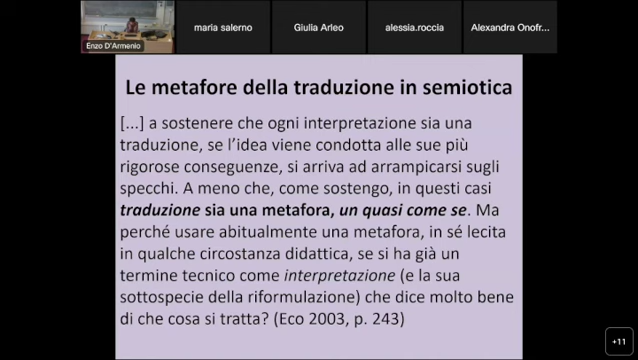 Enzo D'Armenio
maria salerno
Giulia Arleo
alessia.roccia
Alexandra Onofr...
Le metafore della traduzione in semiotica
[...] a sostenere che ogni interpretazione sia una
traduzione, se l'idea viene condotta alle sue più
rigorose conseguenze, si arriva ad arrampicarsi sugli
specchi. A meno che, come sostengo, in questi casi
traduzione sia una metafora, un quasi come se. Ma
perché usare abitualmente una metafora, in sé lecita
in qualche circostanza didattica, se si ha già un
termine tecnico come interpretazione (e la sua
sottospecie della riformulazione) che dice molto bene
di che cosa si tratta? (Eco 2003, p. 243)
+11